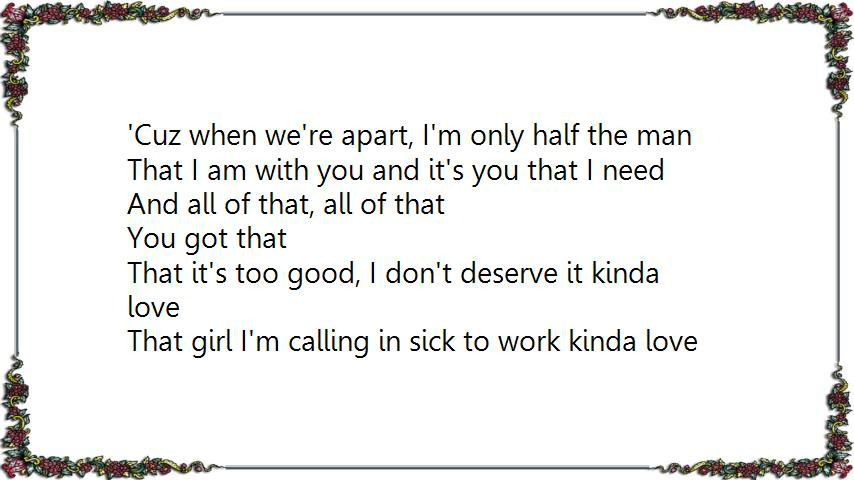 'Cuz when we're apart, I'm only half the man
That I am with you and it's you that I need
And all of that, all of that
You got that
That it's too good, I don't deserve it kinda
love
That girl I'm calling in sick to work kinda love